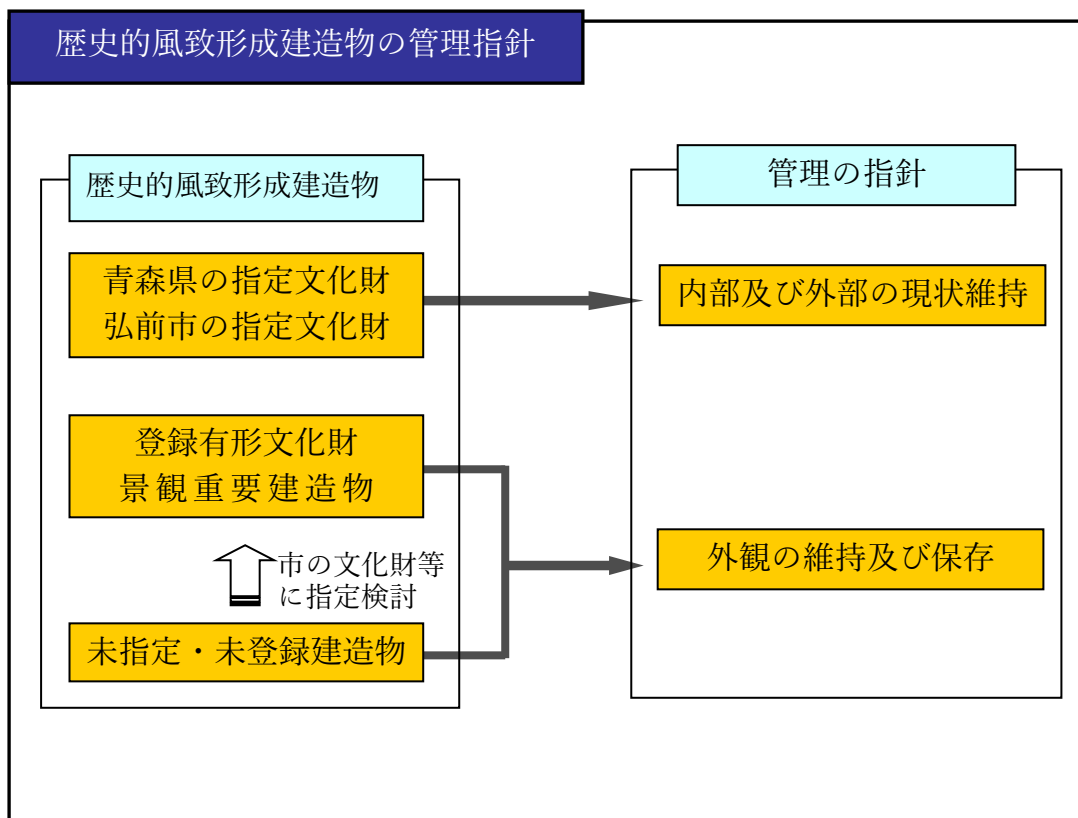 歴史的風致形成建造物の管理指針
歴史的風致形成建造物
青森県の指定文化財
弘前市の指定文化財
登録有形文化財
景観重要建造物
市の文化財等
に指定検討
未指定・未登録建造物
管理の指針
内部及び外部の現状維持
外観の維持及び保存